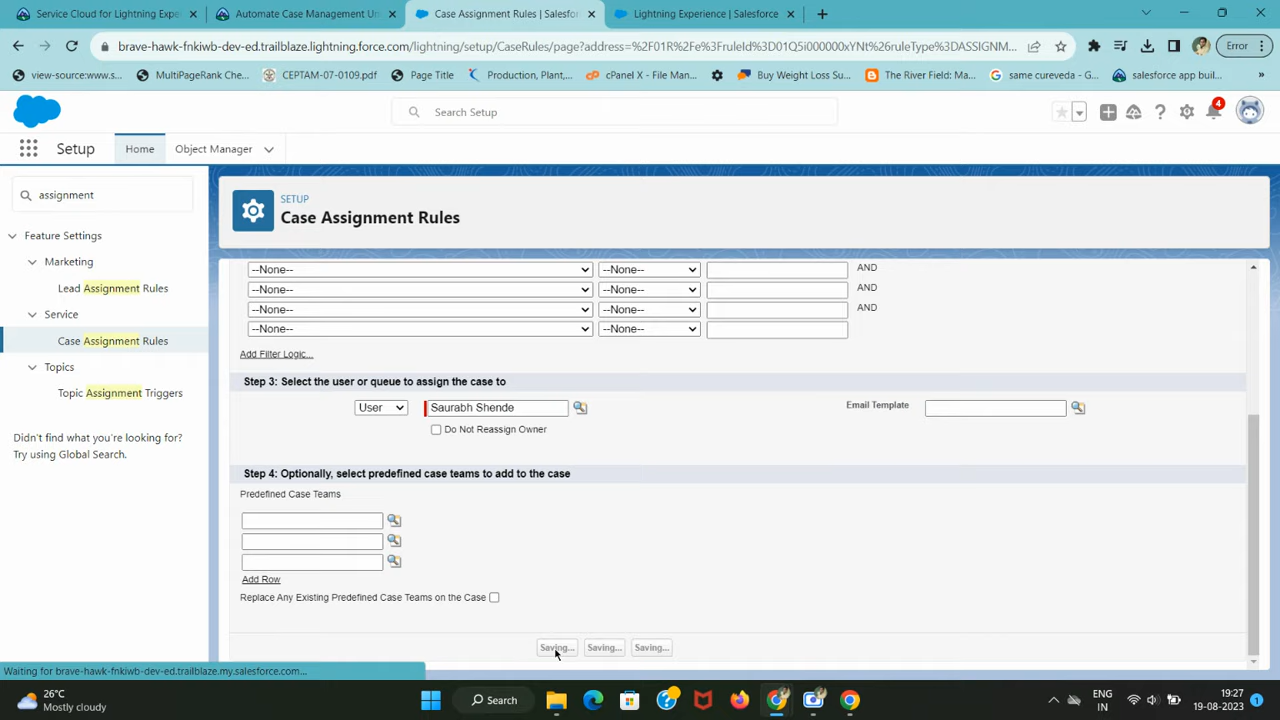 Service Cloud for Lightning Expe
Automate Case Management Un
Case Assignment Rules | Salesfor
Lightning Experience | Salesforce
brave-hawk-fnkiwb-dev-ed.trailblaze.lightning.force.com/lightning/setup/CaseRules/page?address=%2F01R%2Fe%3FruleId%3D01Q5i000000xYNt%26ruleType%3DASSIGNM...
Error
view-source:www.s...
MultiPageRank Che...
CEPTAM-07-0109.pdf
Page Title
Production, Plant,...
cPanel X - File Man...
Buy Weight Loss Su...
The River Field: Ma...
same cureveda - G...
salesforce app buil...
»
Search Setup
4
Setup
Home
Object Manager
assignment
SETUP
Case Assignment Rules
Feature Settings
Marketing
Lead Assignment Rules
Service
Case Assignment Rules
Topics
Topic Assignment Triggers
Didn't find what you're looking for?
Try using Global Search.
--None-- --None-- AND
--None-- --None-- AND
--None-- --None-- AND
--None-- --None--
Add Filter Logic...
Step 3: Select the user or queue to assign the case to
User Saurabh Shende Email Template
Do Not Reassign Owner
Step 4: Optionally, select predefined case teams to add to the case
Predefined Case Teams
Add Row
Replace Any Existing Predefined Case Teams on the Case
Saving... Saving... Saving...
Waiting for brave-hawk-fnkiwb-dev-ed.trailblaze.my.salesforce.com...
26°C
Mostly cloudy
Search
ENG
IN
19:27
19-08-2023
1